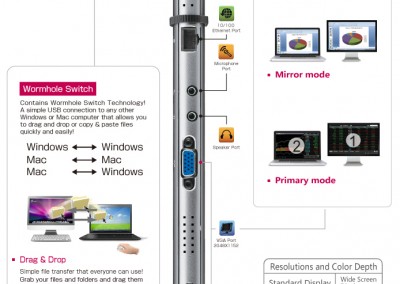 10/100
Ethernet Port
Microphone
Port
Speaker Port
VGA Port
Wormhole Switch
Contains Wormhole Switch Technology!
A simple USB connection to any other
Windows or Mac computer that allows you
to drag and drop or copy & paste files
quickly and easily!
Windows ↔ Windows
Mac ↔ Mac
Mac ↔ Windows
• Drag & Drop
Simple file transfer that everyone can use!
Grab your files and folders and drag them
• Mirror mode
2
1
• Primary mode
Resolutions and Color Depth
Standard Display
Wide Screen